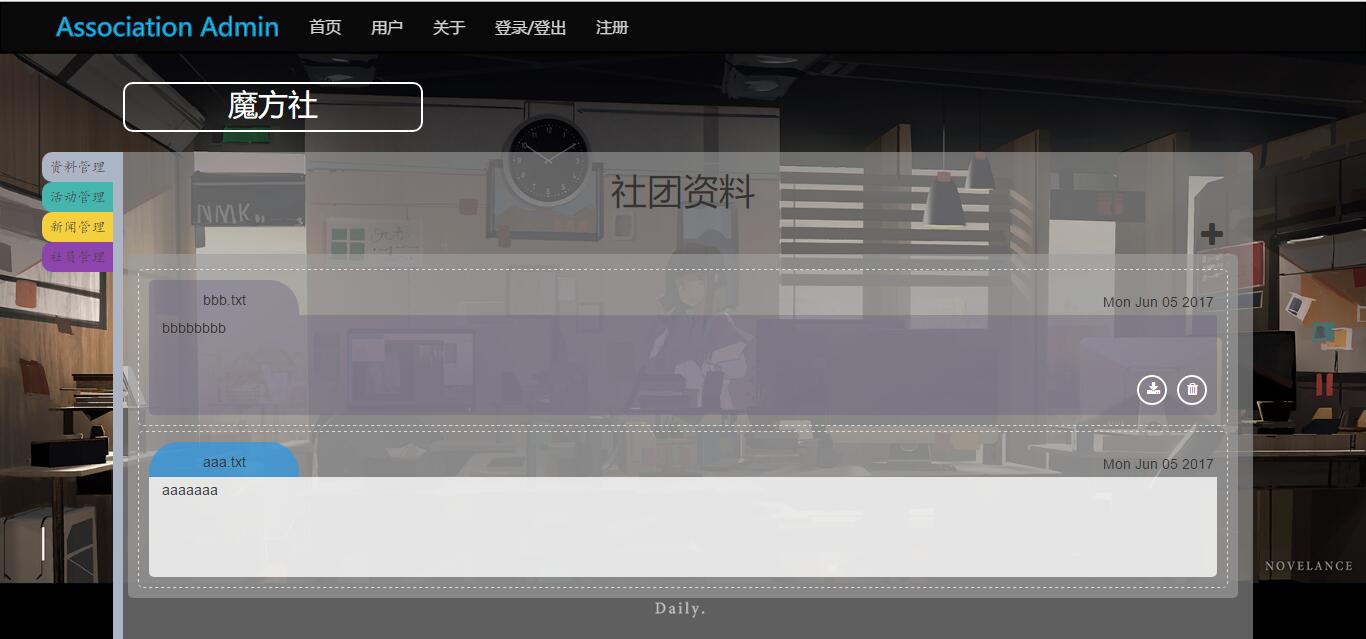 Association Admin 首页 用户 关于 登录/登出 注册
魔方社
资料管理
活动管理
新闻管理
社员管理
社团资料
NMK
bbb.txt Mon Jun 05 2017
bbbbbbbb
aaa.txt Mon Jun 05 2017
aaaaaaa
NOVELANCE
Daily.